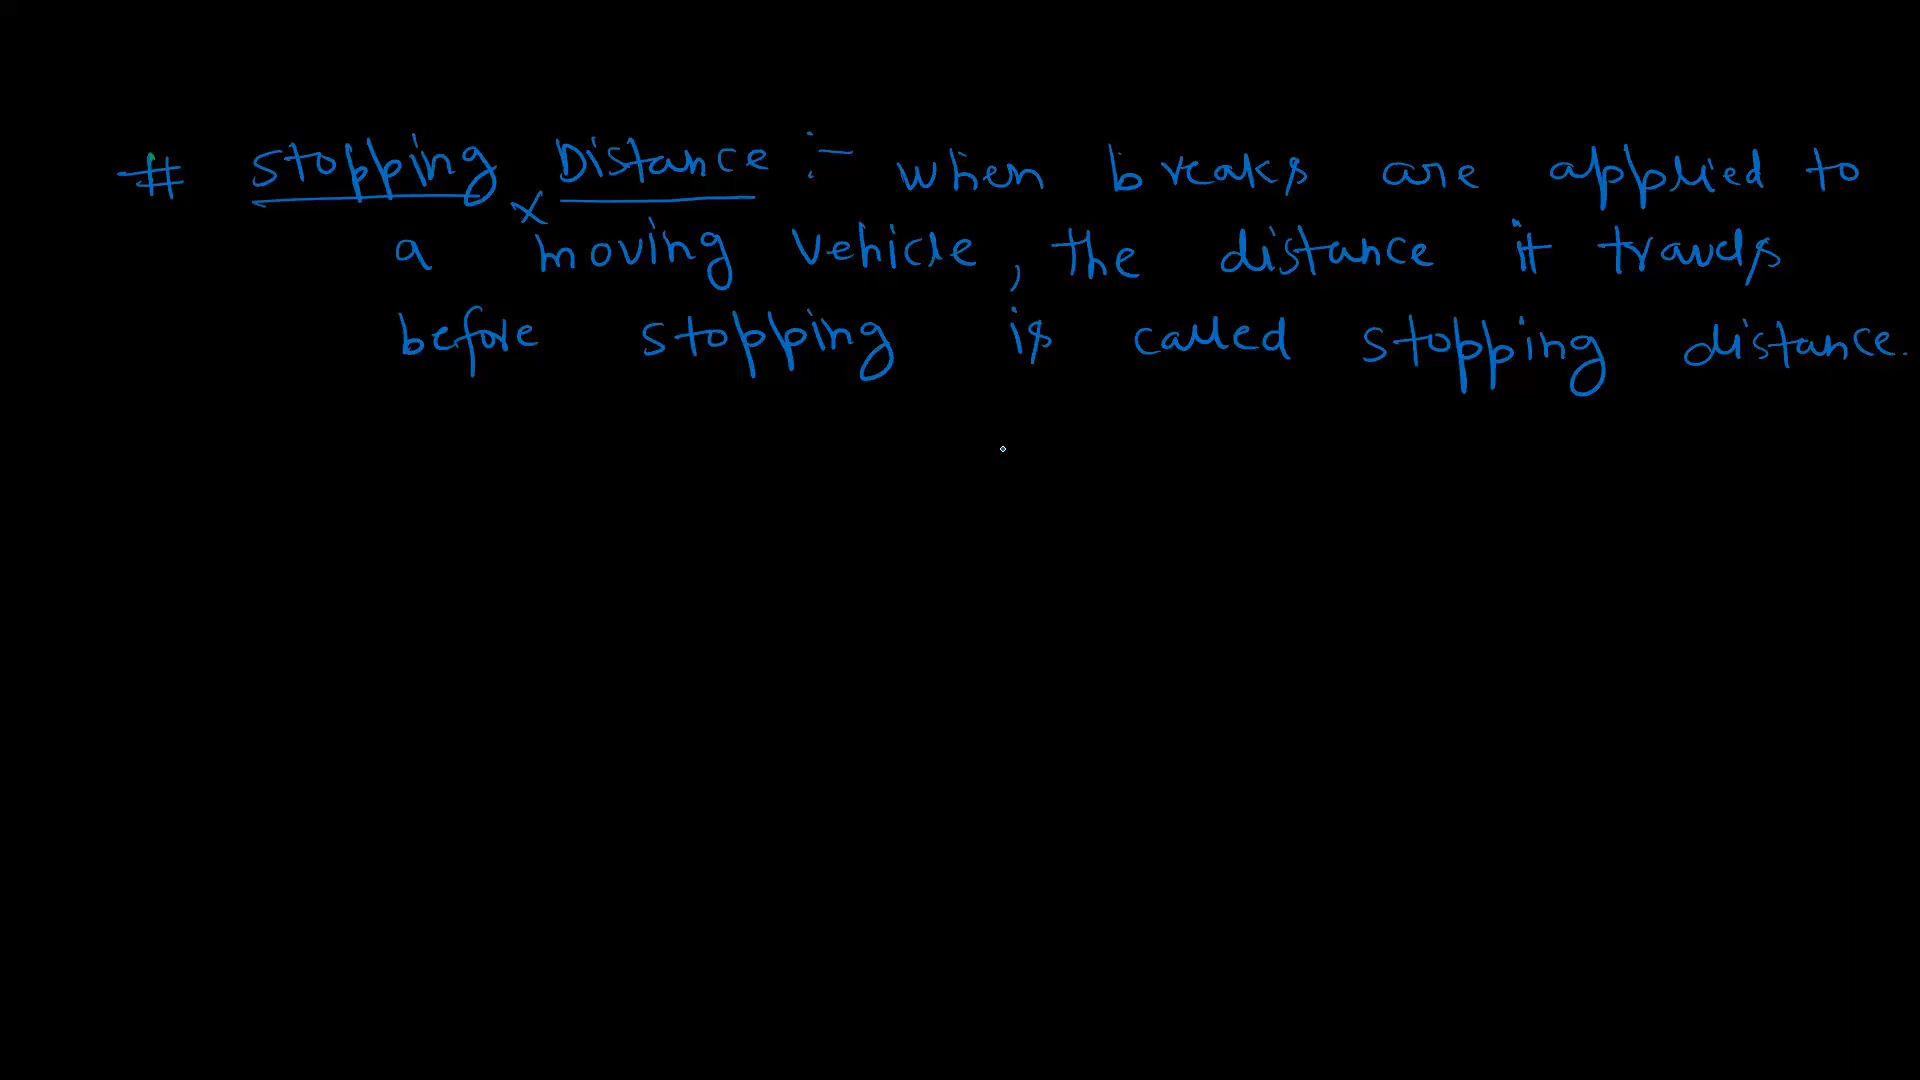 # Stopping Distance :- when breaks are applied to
a x moving vehicle, the distance it travels
before stopping is called stopping distance.